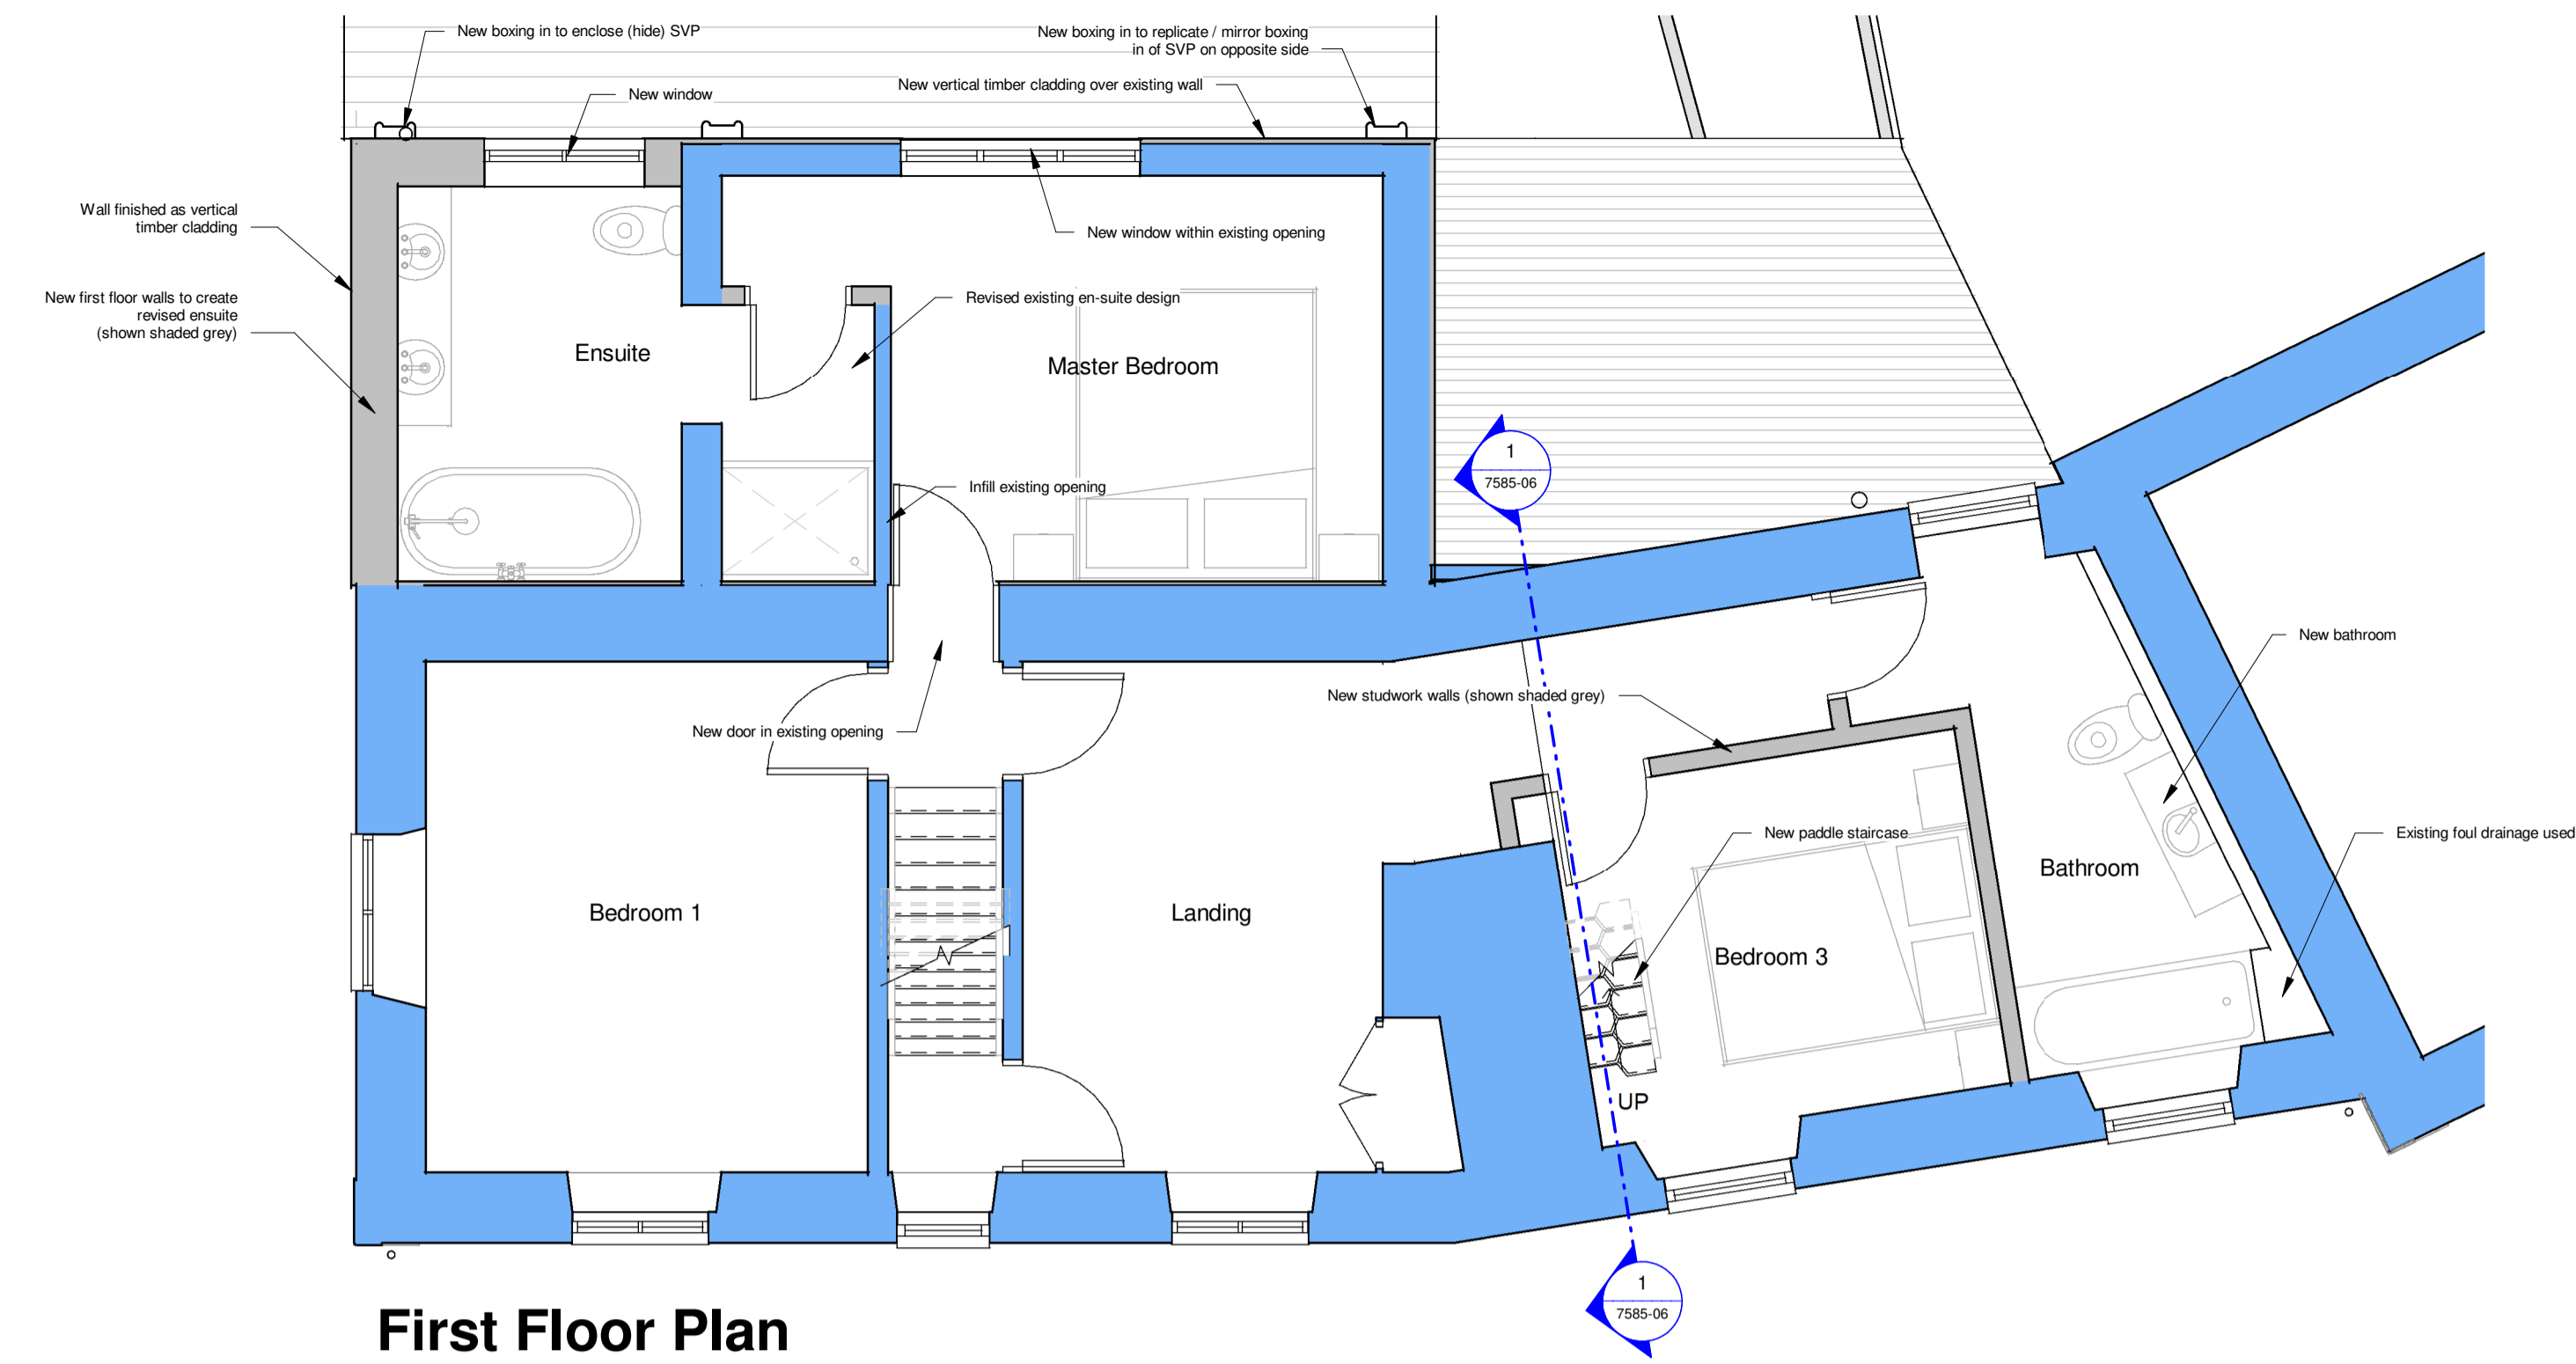 New boxing in to enclose (hide) SVP
New boxing in to replicate / mirror boxing
in of SVP on opposite side
New vertical timber cladding over existing wall
New window
Wall finished as vertical
timber cladding
New window within existing opening
New first floor walls to create
revised ensuite
(shown shaded grey)
Revised existing en-suite design
Ensuite
Master Bedroom
1
7585-06
Infill existing opening
New bathroom
New studwork walls (shown shaded grey)
New door in existing opening
New paddle staircase
Existing foul drainage used
Bathroom
Bedroom 1
Landing
Bedroom 3
UP
1
7585-06
First Floor Plan